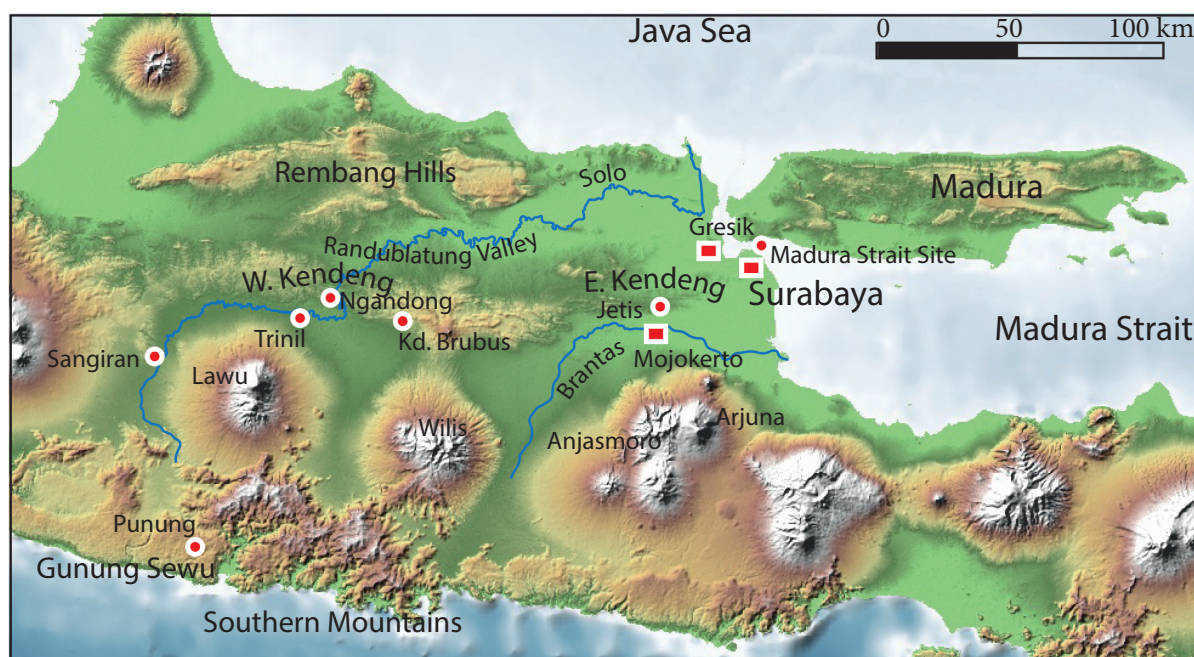 Java Sea
0 50 100 km
Rembang Hills
Solo
Madura
Randublatung Valley
Gresik
Madura Strait Site
W. Kendeng
E. Kendeng
Surabaya
Ngandong
Jetis
Trinil
Kd. Brubus
Madura Strait
Sangiran
Mojokerto
Brantas
Lawu
Wilis
Arjuna
Anjasmoro
Punung
Gunung Sewu
Southern Mountains